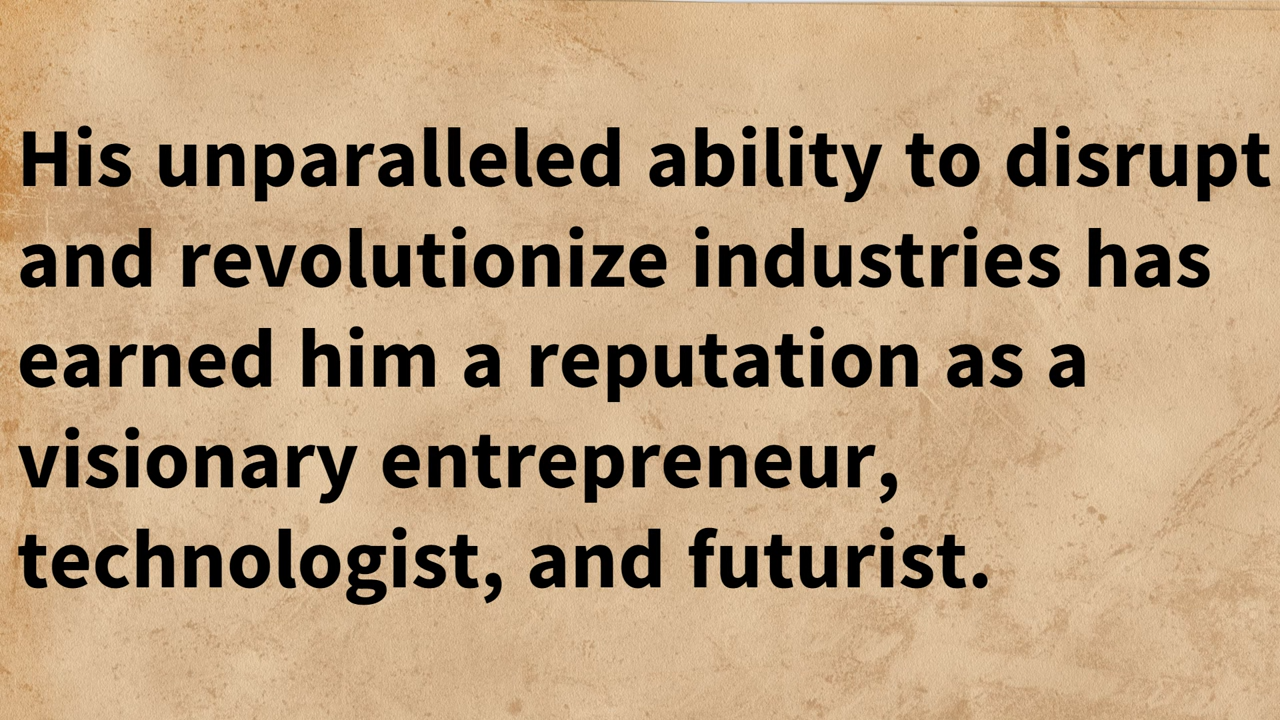 His unparalleled ability to disrupt
and revolutionize industries has
earned him a reputation as a
visionary entrepreneur,
technologist, and futurist.